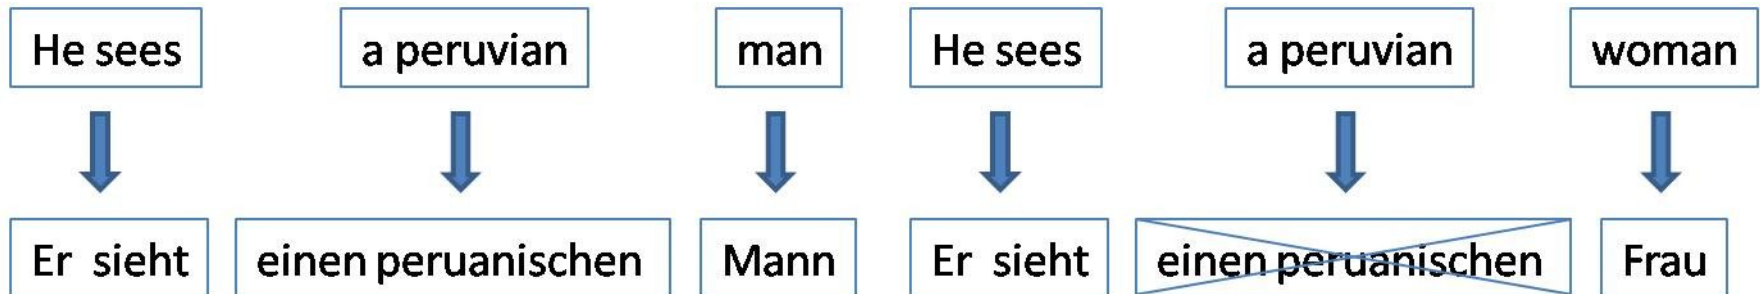 He sees a peruvian man He sees a peruvian woman
Er sieht einen peruanischen Mann Er sieht einen peruanischen Frau